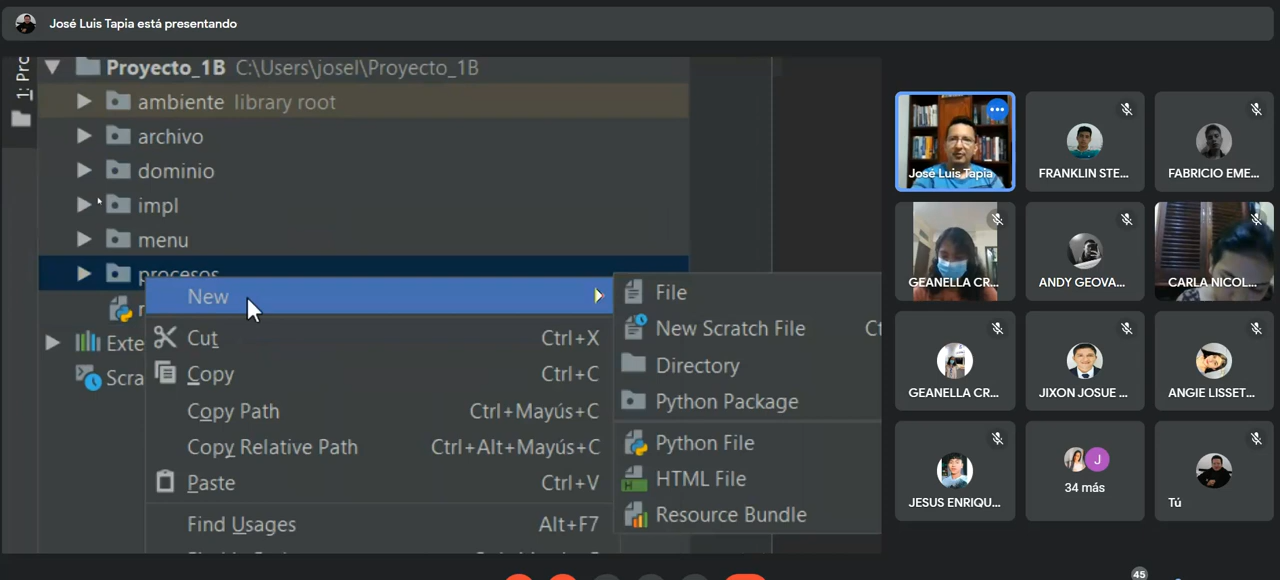 José Luis Tapia está presentando
1: Pro
Proyecto_1B C:\Users\josel\Proyecto_1B
ambiente library root
archivo
dominio
impl
menu
procesos
Exte
Scra
New
Cut Ctrl+X
Copy Ctrl+C
Copy Path Ctrl+Mayús+C
Copy Relative Path Ctrl+Alt+Mayús+C
Paste Ctrl+V
Find Usages Alt+F7
File
New Scratch File Ct
Directory
Python Package
Python File
HTML File
Resource Bundle
José Luis Tapia
FRANKLIN STE...
FABRICIO EME...
GEANELLA CR...
ANDY GEOVA...
CARLA NICOL...
GEANELLA CR...
JIXON JOSUE ...
ANGIE LISSET...
JESUS ENRIQU...
J
34 más
Tú
45